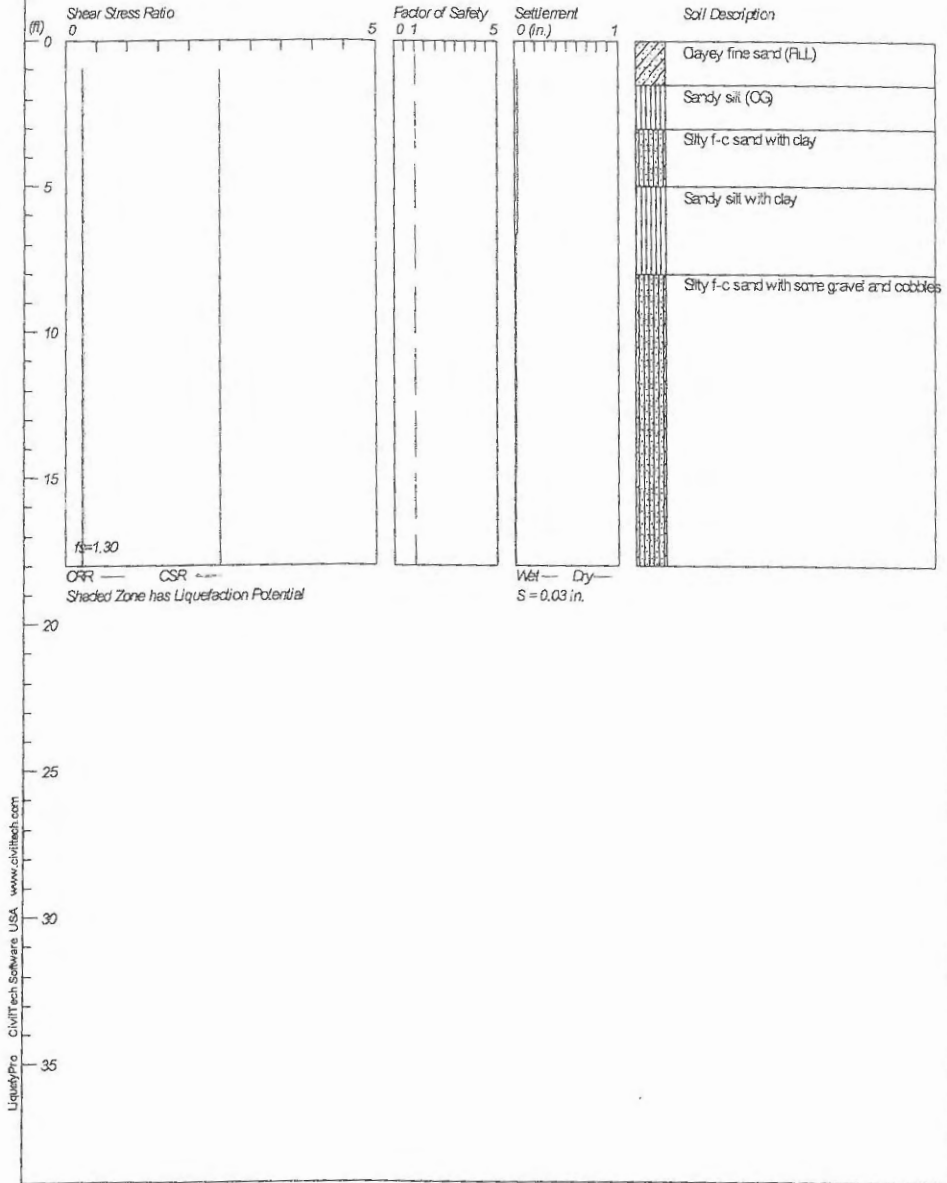 Shear Stress Ratio
Factor of Safety
Settlement
Soil Description
(ft)
0
5
0 1
5
0 (in.)
1
0
Clayey fine sand (FILL)
Sandy silt (CG)
Silty f-c sand with clay
5
Sandy silt with clay
Silty f-c sand with some gravel and cobbles
10
15
fs=1.30
CRR
CSR
Shaded Zone has Liquefaction Potential
Wet
Dry
S = 0.03 in.
20
25
30
35
LiquefyPro CivilTech Software USA www.civiltech.com